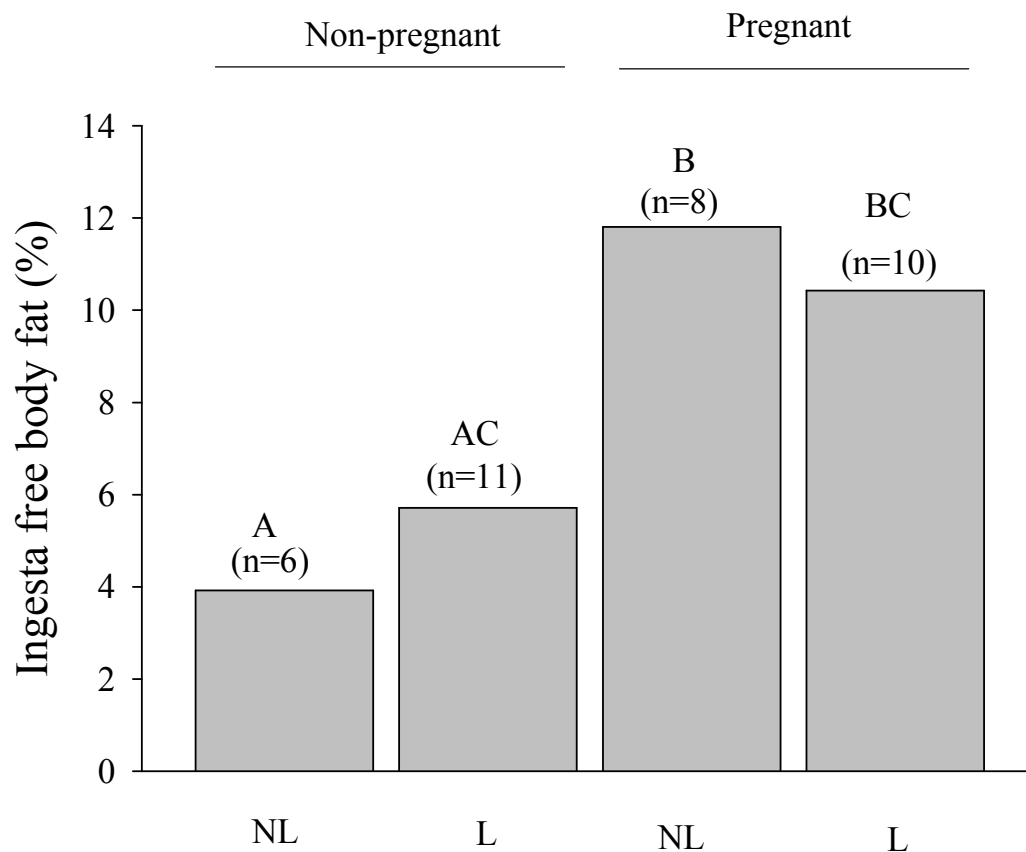 Non-pregnant
Pregnant
Ingesta free body fat (%)
14
12
10
8
6
4
2
0
A
(n=6)
AC
(n=11)
B
(n=8)
BC
(n=10)
NL
L
NL
L